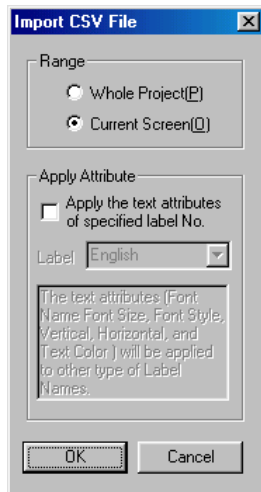 Import CSV File
Range
Whole Project(P)
Current Screen(O)
Apply Attribute
Apply the text attributes
of specified label No.
Label English
The text attributes (Font
Name Font Size, Font Style,
Vertical, Horizontal, and
Text Color ) will be applied
to other type of Label
Names.
OK Cancel